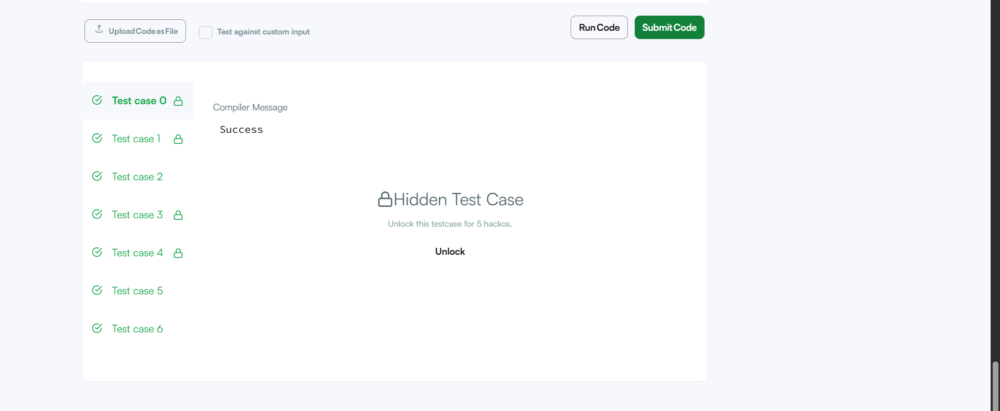 Upload Code as File
Test against custom input
Run Code
Submit Code
Test case 0
Test case 1
Test case 2
Test case 3
Test case 4
Test case 5
Test case 6
Compiler Message
Success
Hidden Test Case
Unlock this testcase for 5 hackos.
Unlock